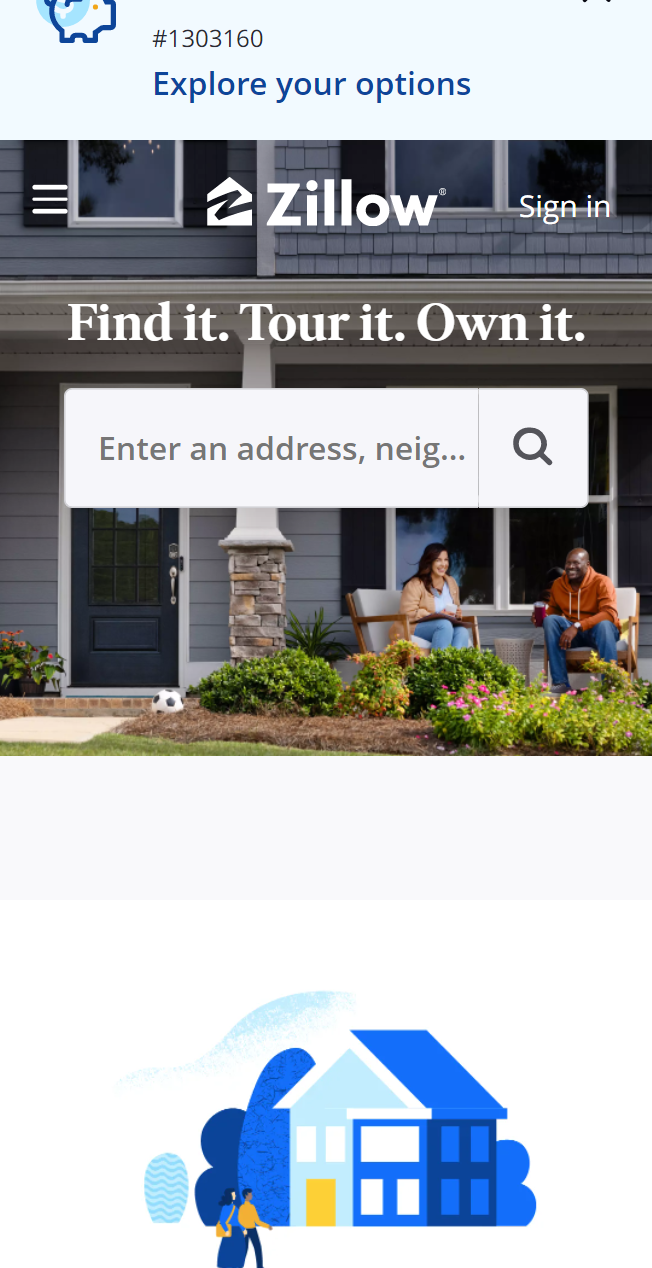 #1303160
Explore your options
Zillow®
Sign in
Find it. Tour it. Own it.
Enter an address, neig...